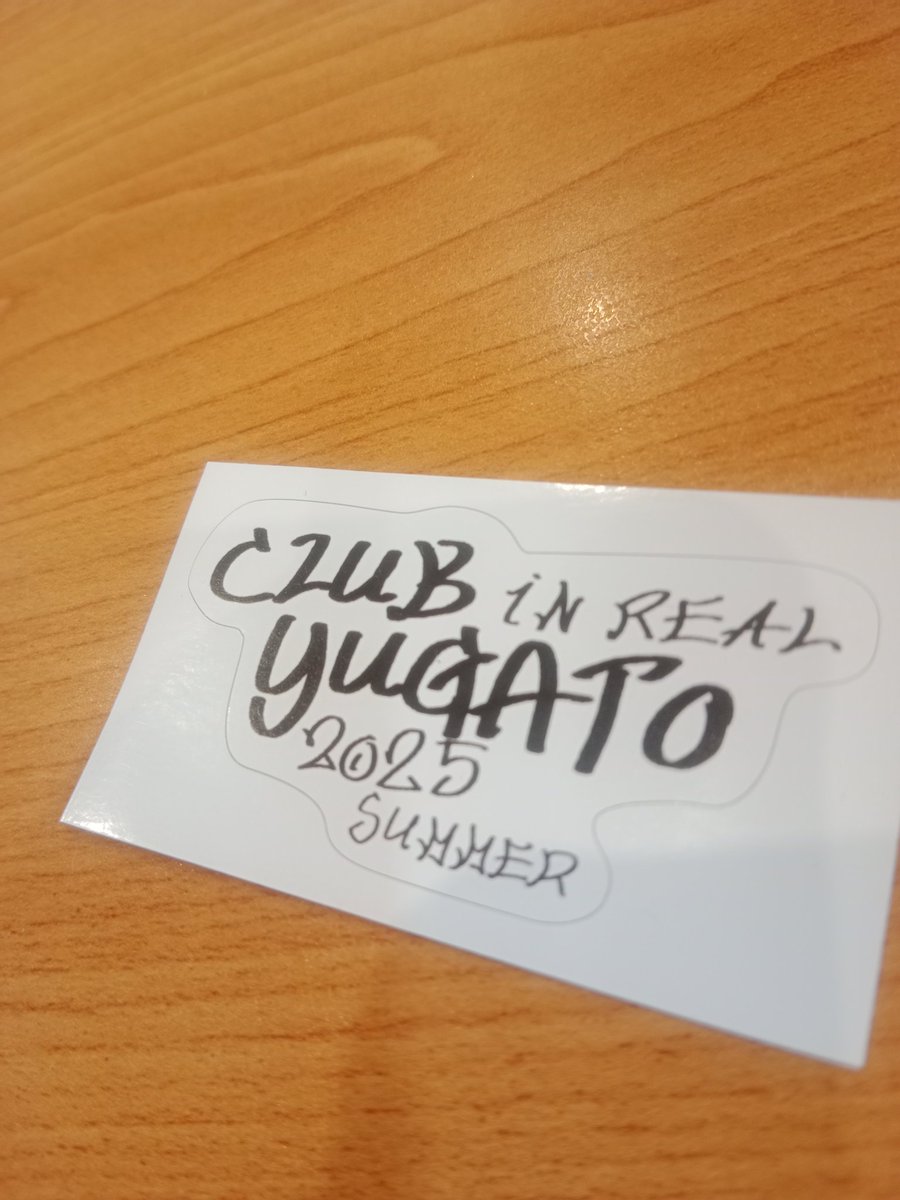 CLUB iN REAL
YUGATO
2025
SUMMER